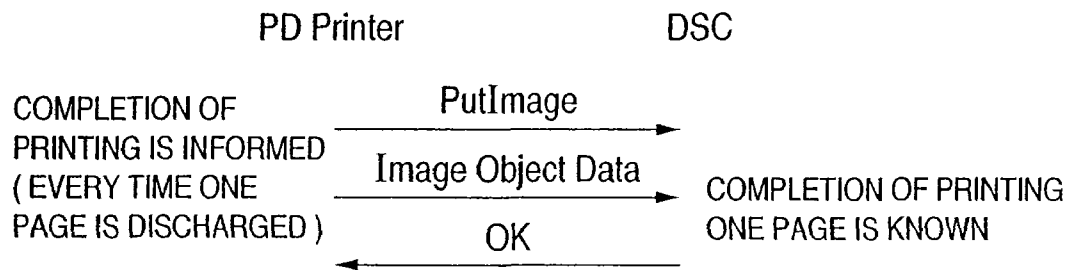 PD Printer DSC
COMPLETION OF
PRINTING IS INFORMED
( EVERY TIME ONE
PAGE IS DISCHARGED )
PutImage
Image Object Data
OK
COMPLETION OF PRINTING
ONE PAGE IS KNOWN